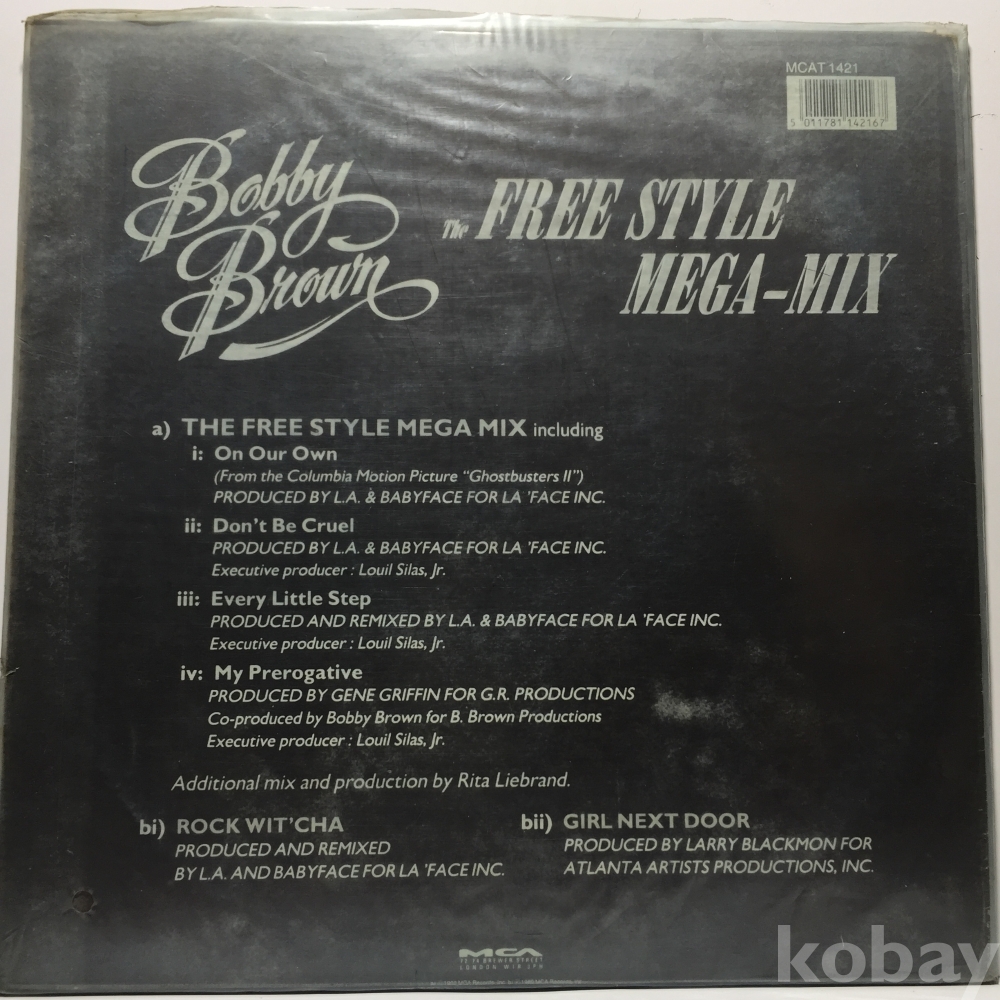 MCAT 1421
5 011781 142167
Bobby
Brown
The FREE STYLE
MEGA-MIX
a) THE FREE STYLE MEGA MIX including
i: On Our Own
(From the Columbia Motion Picture "Ghostbusters II")
PRODUCED BY L.A. & BABYFACE FOR LA 'FACE INC.
ii: Don't Be Cruel
PRODUCED BY L.A. & BABYFACE FOR LA 'FACE INC.
Executive producer : Louil Silas, Jr.
iii: Every Little Step
PRODUCED AND REMIXED BY L.A. & BABYFACE FOR LA 'FACE INC.
Executive producer : Louil Silas, Jr.
iv: My Prerogative
PRODUCED BY GENE GRIFFIN FOR G.R. PRODUCTIONS
Co-produced by Bobby Brown for B. Brown Productions
Executive producer : Louil Silas, Jr.
Additional mix and production by Rita Liebrand.
bi) ROCK WIT'CHA
PRODUCED AND REMIXED
BY L.A. AND BABYFACE FOR LA 'FACE INC.
bii) GIRL NEXT DOOR
PRODUCED BY LARRY BLACKMON FOR
ATLANTA ARTISTS PRODUCTIONS, INC.
MCA
BREWER STREET
LONDON W1R
kobay